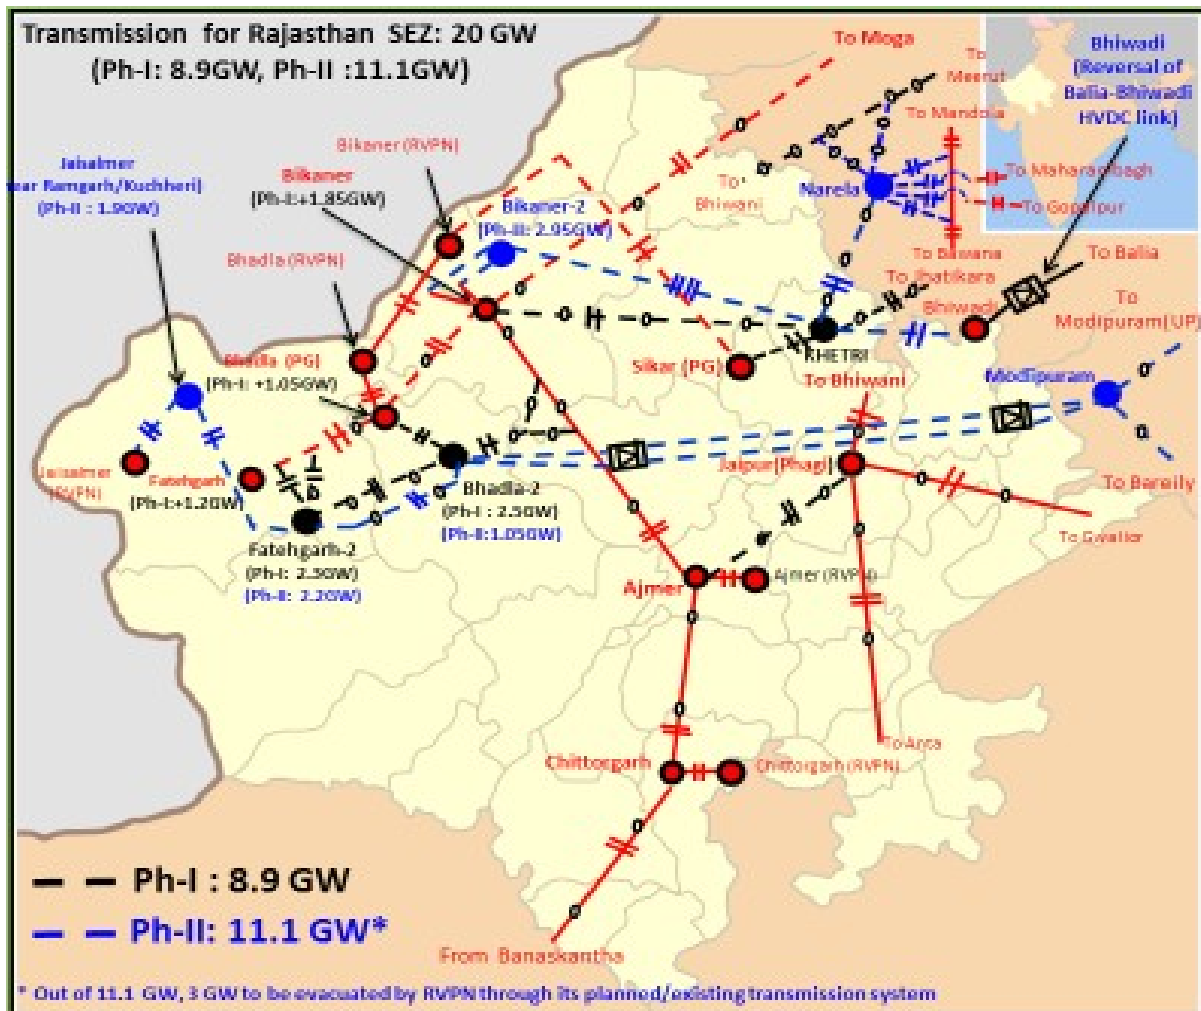 Transmission for Rajasthan SEZ: 20 GW
(Ph-I: 8.9GW, Ph-II :11.1GW)
To Moga
To
Meerut
Bhiwadi
(Reversal of
Balia-Bhiwadi
HVDC link)
To Mandola
Bikaner (RVPN)
Jaisalmer
near Ramgarh/Kuchheri)
(Ph-II : 1.9GW)
Bikaner
(Ph-I:+1.85GW)
To
Bhiwani
Narela
To Maharanibagh
To Gopalpur
Bikaner-2
(Ph-II: 2.95GW)
Bhadla (RVPN)
To Bawana
To Jhatikara
To Balia
Bhiwadi
To
Modipuram(UP)
KHETRI
Sikar (PG)
To Bhiwani
Bhadla (PG)
(Ph-I: +1.05GW)
Modipuram
Jaisalmer
(RVPN)
Fatehgarh
(Ph-I:+1.2GW)
Jaipur(Phagi)
Bhadla-2
(Ph-I : 2.5GW)
(Ph-II:1.05GW)
To Bareily
To Gwalior
Fatehgarh-2
(Ph-I: 2.3GW)
(Ph-II: 2.2GW)
Ajmer
Ajmer (RVPN)
To Anta
Chittorgarh
Chittorgarh (RVPN)
Ph-I : 8.9 GW
Ph-II: 11.1 GW*
From Banaskantha
* Out of 11.1 GW, 3 GW to be evacuated by RVPN through its planned/existing transmission system